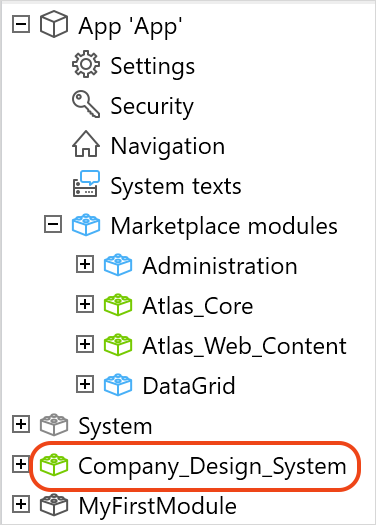 App 'App'
Settings
Security
Navigation
System texts
Marketplace modules
Administration
Atlas_Core
Atlas_Web_Content
DataGrid
System
Company_Design_System
MyFirstModule